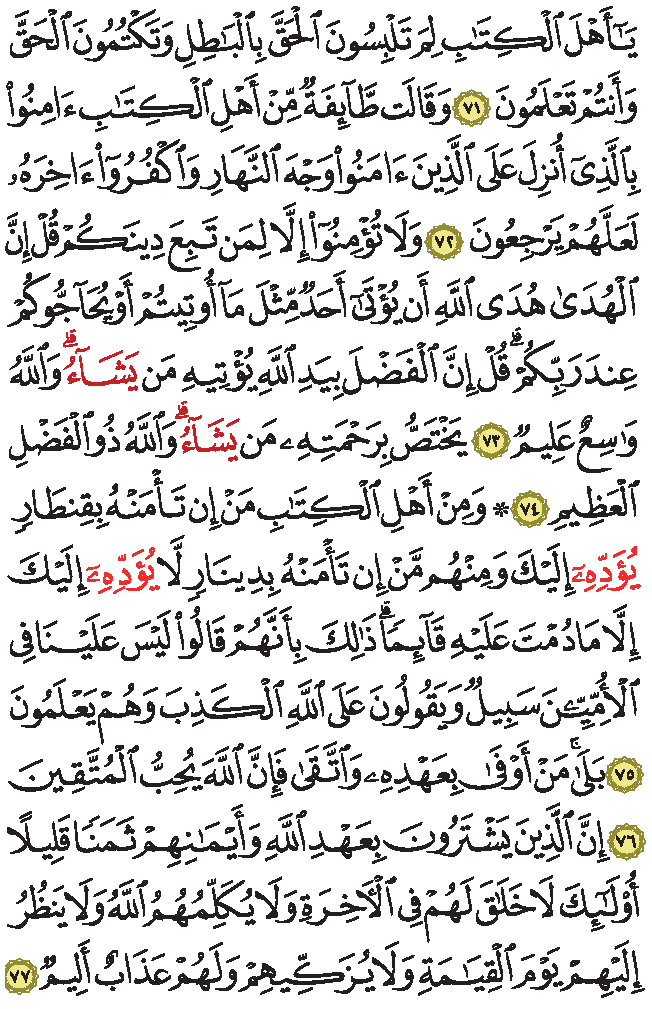 يَـٰٓأَهْلَ ٱلْكِتَـٰبِ لِمَ تَلْبِسُونَ ٱلْحَقَّ بِٱلْبَـٰطِلِ وَتَكْتُمُونَ ٱلْحَقَّ
وَأَنتُمْ تَعْلَمُونَ ٧١ وَقَالَت طَّآئِفَةٌ مِّنْ أَهْلِ ٱلْكِتَـٰبِ ءَامِنُوا۟
بِٱلَّذِىٓ أُنزِلَ عَلَى ٱلَّذِينَ ءَامَنُوا۟ وَجْهَ ٱلنَّهَارِ وَٱكْفُرُوٓا۟ ءَاخِرَهُۥ
لَعَلَّهُمْ يَرْجِعُونَ ٧٢ وَلَا تُؤْمِنُوٓا۟ إِلَّا لِمَن تَبِعَ دِينَكُمْ قُلْ إِنَّ
ٱلْهُدَىٰ هُدَى ٱللَّهِ أَن يُؤْتَىٰٓ أَحَدٌ مِّثْلَ مَآ أُوتِيتُمْ أَوْ يُحَآجُّوكُمْ
عِندَ رَبِّكُمْ ۗ قُلْ إِنَّ ٱلْفَضْلَ بِيَدِ ٱللَّهِ يُؤْتِيهِ مَن يَشَآءُ ۗ وَٱللَّهُ
وَٰسِعٌ عَلِيمٌ ٧٣ يَخْتَصُّ بِرَحْمَتِهِۦ مَن يَشَآءُ ۗ وَٱللَّهُ ذُو ٱلْفَضْلِ
ٱلْعَظِيمِ ٧٤ ۞ وَمِنْ أَهْلِ ٱلْكِتَـٰبِ مَنْ إِن تَأْمَنْهُ بِقِنطَارٍ
يُؤَدِّهِۦٓ إِلَيْكَ وَمِنْهُم مَّنْ إِن تَأْمَنْهُ بِدِينَارٍ لَّا يُؤَدِّهِۦٓ إِلَيْكَ
إِلَّا مَا دُمْتَ عَلَيْهِ قَآئِمًا ۗ ذَٰلِكَ بِأَنَّهُمْ قَالُوا۟ لَيْسَ عَلَيْنَا فِى
ٱلْأُمِّيِّـۧنَ سَبِيلٌ وَيَقُولُونَ عَلَى ٱللَّهِ ٱلْكَذِبَ وَهُمْ يَعْلَمُونَ
٧٥ بَلَىٰ ۚ مَنْ أَوْفَىٰ بِعَهْدِهِۦ وَٱتَّقَىٰ فَإِنَّ ٱللَّهَ يُحِبُّ ٱلْمُتَّقِينَ
٧٦ إِنَّ ٱلَّذِينَ يَشْتَرُونَ بِعَهْدِ ٱللَّهِ وَأَيْمَـٰنِهِمْ ثَمَنًا قَلِيلًا
أُو۟لَـٰٓئِكَ لَا خَلَـٰقَ لَهُمْ فِى ٱلْـَٔاخِرَةِ وَلَا يُكَلِّمُهُمُ ٱللَّهُ وَلَا يَنظُرُ
إِلَيْهِمْ يَوْمَ ٱلْقِيَـٰمَةِ وَلَا يُزَكِّيهِمْ وَلَهُمْ عَذَابٌ أَلِيمٌ ٧٧